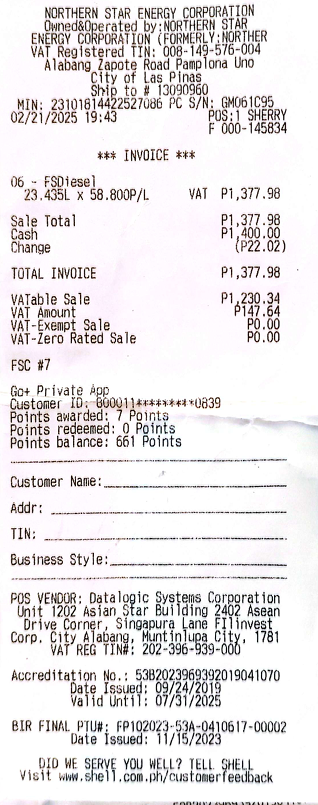 NORTHERN STAR ENERGY CORPORATION
Owned&Operated by:NORTHERN STAR
ENERGY CORPORATION (FORMERLY:NORTHER
VAT Registered TIN: 008-149-576-004
Alabang Zapote Road Pamplona Uno
City of Las Pinas
Ship to # 13090960
MIN: 23101814422527086 PC S/N: GM061C95
02/21/2025 19:43 POS:1 SHERRY
F 000-145834
*** INVOICE ***
06 - FSDiesel
23.435L x 58.800P/L VAT P1,377.98
Sale Total P1,377.98
Cash P1,400.00
Change (P22.02)
TOTAL INVOICE P1,377.98
VATable Sale P1,230.34
VAT Amount P147.64
VAT-Exempt Sale P0.00
VAT-Zero Rated Sale P0.00
FSC #7
Go+ Private App
Customer ID: 000011*********0839
Points awarded: 7 Points
Points redeemed: 0 Points
Points balance: 661 Points
Customer Name:
Addr:
TIN:
Business Style:
POS VENDOR: Datalogic Systems Corporation
Unit 1202 Asian Star Building 2402 Asean
Drive Corner, Singapura Lane FIlinvest
Corp. City Alabang, Muntinlupa City, 1781
VAT REG TIN#: 202-396-939-000
Accreditation No.: 53B2023969392019041070
Date Issued: 09/24/2019
Valid Until: 07/31/2025
BIR FINAL PTU#: FP102023-53A-0410617-00002
Date Issued: 11/15/2023
DID WE SERVE YOU WELL? TELL SHELL
Visit www.shell.com.ph/customerfeedback